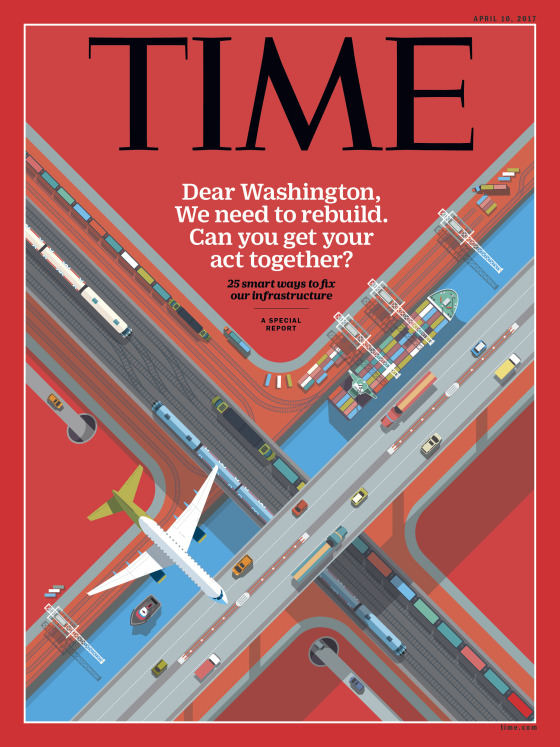 APRIL 10, 2017
TIME
Dear Washington,
We need to rebuild.
Can you get your
act together?
25 smart ways to fix
our infrastructure
A SPECIAL
REPORT
time.com